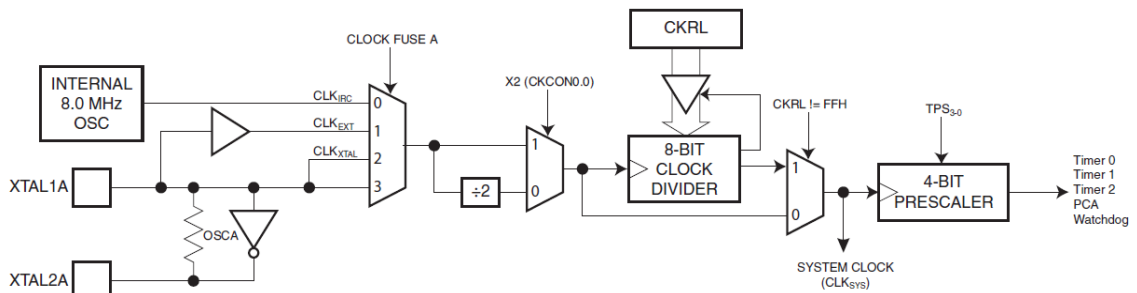 CKRL
CLOCK FUSE A
INTERNAL
8.0 MHz
OSC
X2 (CKCON0.0)
CKRL != FFH
TPS3-0
CLKIRC
0
CLKEXT
1
CLKXTAL
2
3
1
0
÷2
8-BIT
CLOCK
DIVIDER
1
0
4-BIT
PRESCALER
Timer 0
Timer 1
Timer 2
PCA
Watchdog
XTAL1A
OSCA
XTAL2A
SYSTEM CLOCK
(CLKSYS)